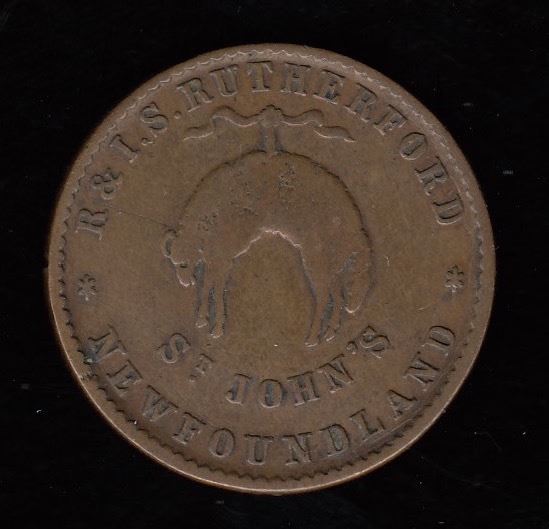 R & I.S. RUTHERFORD
ST JOHN'S
* NEWFOUNDLAND *